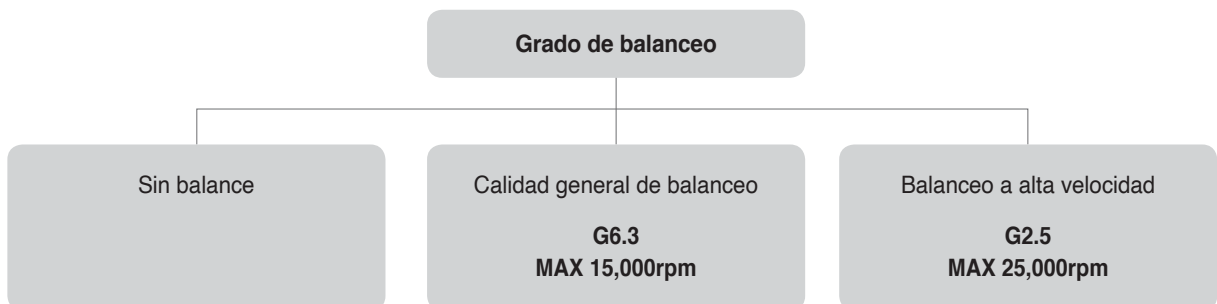 Grado de balanceo
Sin balance
Calidad general de balanceo
G6.3
MAX 15,000rpm
Balanceo a alta velocidad
G2.5
MAX 25,000rpm